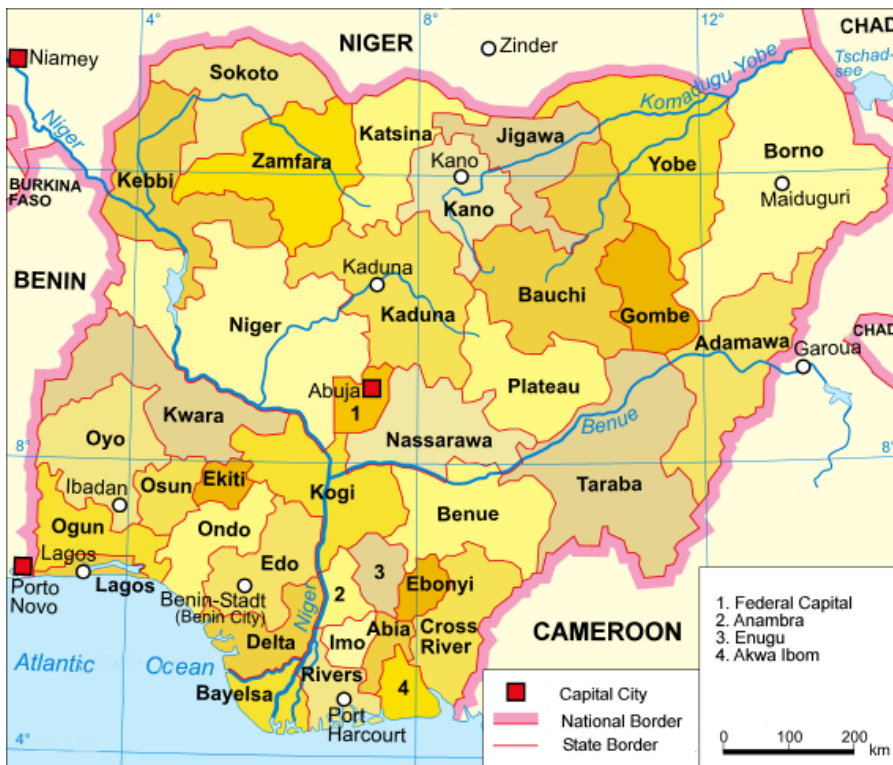 4°
8°
12°
NIGER
CHAD
Niamey
Zinder
Tschad-
see
Sokoto
Komadugu Yobe
Niger
Katsina
Jigawa
Zamfara
Kano
Yobe
Borno
Kebbi
BURKINA
FASO
Maiduguri
Kano
BENIN
Kaduna
Niger
Kaduna
Bauchi
Gombe
Adamawa
CHAD
Garoua
Abuja
1
Plateau
Kwara
Nassarawa
Benue
8°
Oyo
8°
Ibadan
Osun
Ekiti
Kogi
Taraba
Ogun
Ondo
Benue
Lagos
Edo
3
Porto
Novo
Lagos
Benin-Stadt
(Benin City)
Niger
2
Ebonyi
Delta
Imo
Abia
Cross
River
CAMEROON
Atlantic Ocean
Bayelsa
Rivers
4
Port
Harcourt
4°
1. Federal Capital
2. Anambra
3. Enugu
4. Akwa Ibom
Capital City
National Border
State Border
0 100 200
km